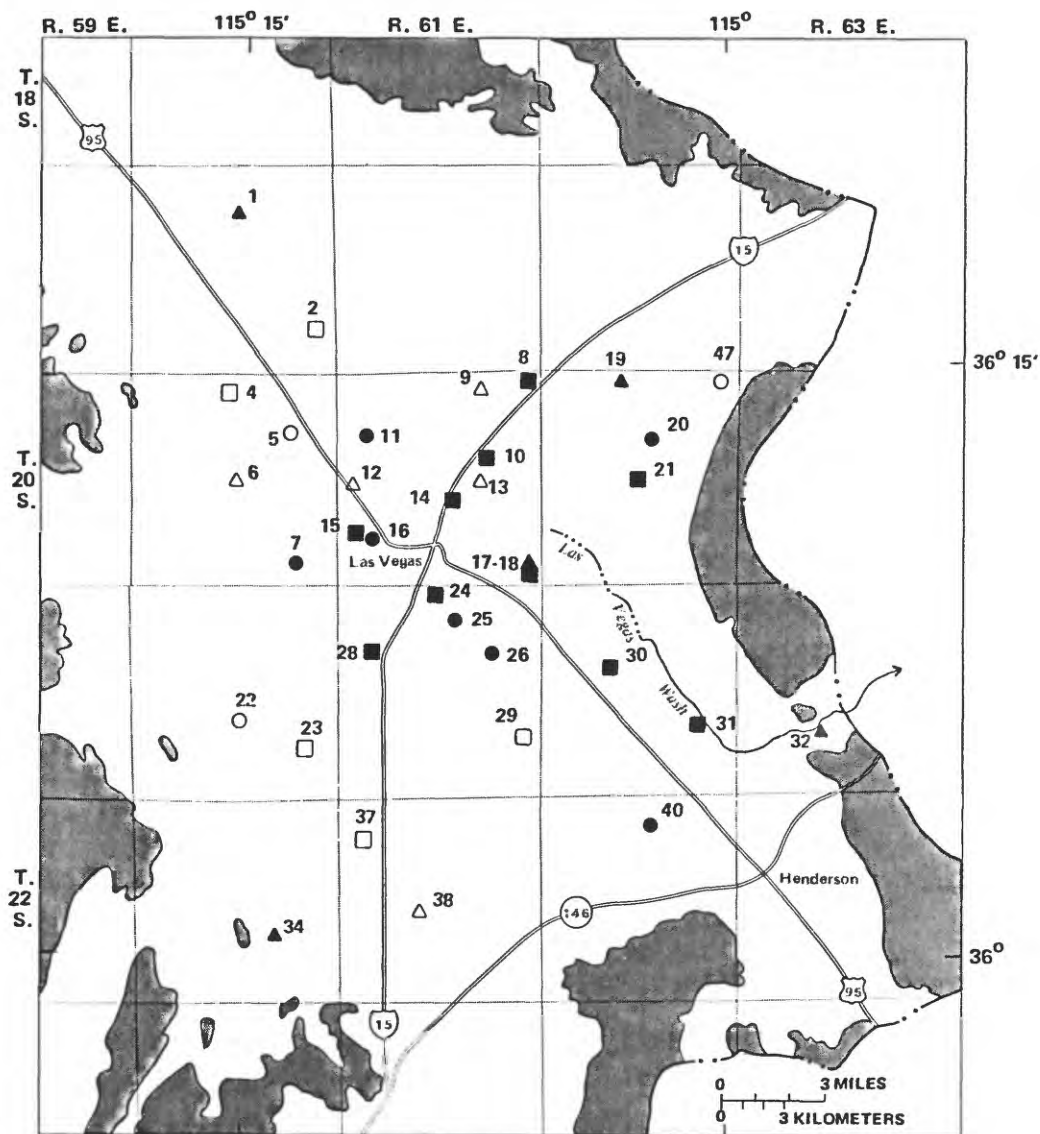 R. 59 E. 115° 15' R. 61 E. 115° R. 63 E.
T.
18
S.
95
1
15
2
8 19 47
9
36° 15'
4
5 11 20
10
T.
20
S.
6 12 13 21
14
15 16
Las Vegas
7 17-18
Las
24
25 Vegas
28 26 30
Wash
22
23 29 31
32
37 40
T.
22
S.
Henderson
38 146
34
36°
95
15
0 3 MILES
0 3 KILOMETERS